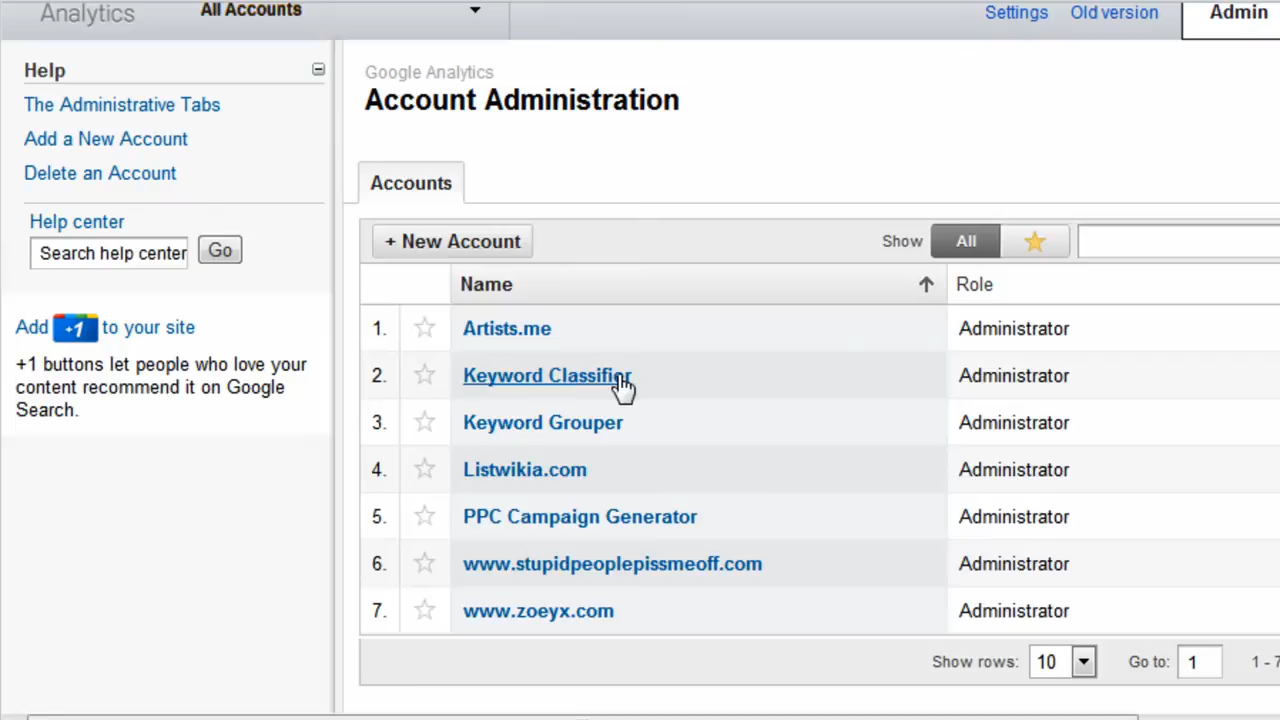 Analytics All Accounts Settings Old version Admin
Help
The Administrative Tabs
Add a New Account
Delete an Account
Help center
Search help center Go
Add +1 to your site
+1 buttons let people who love your
content recommend it on Google
Search.
Google Analytics
Account Administration
Accounts
+ New Account Show All
Name Role
1. Artists.me Administrator
2. Keyword Classifier Administrator
3. Keyword Grouper Administrator
4. Listwikia.com Administrator
5. PPC Campaign Generator Administrator
6. www.stupidpeoplepissmeoff.com Administrator
7. www.zoeyx.com Administrator
Show rows: 10 Go to: 1 1 - 7